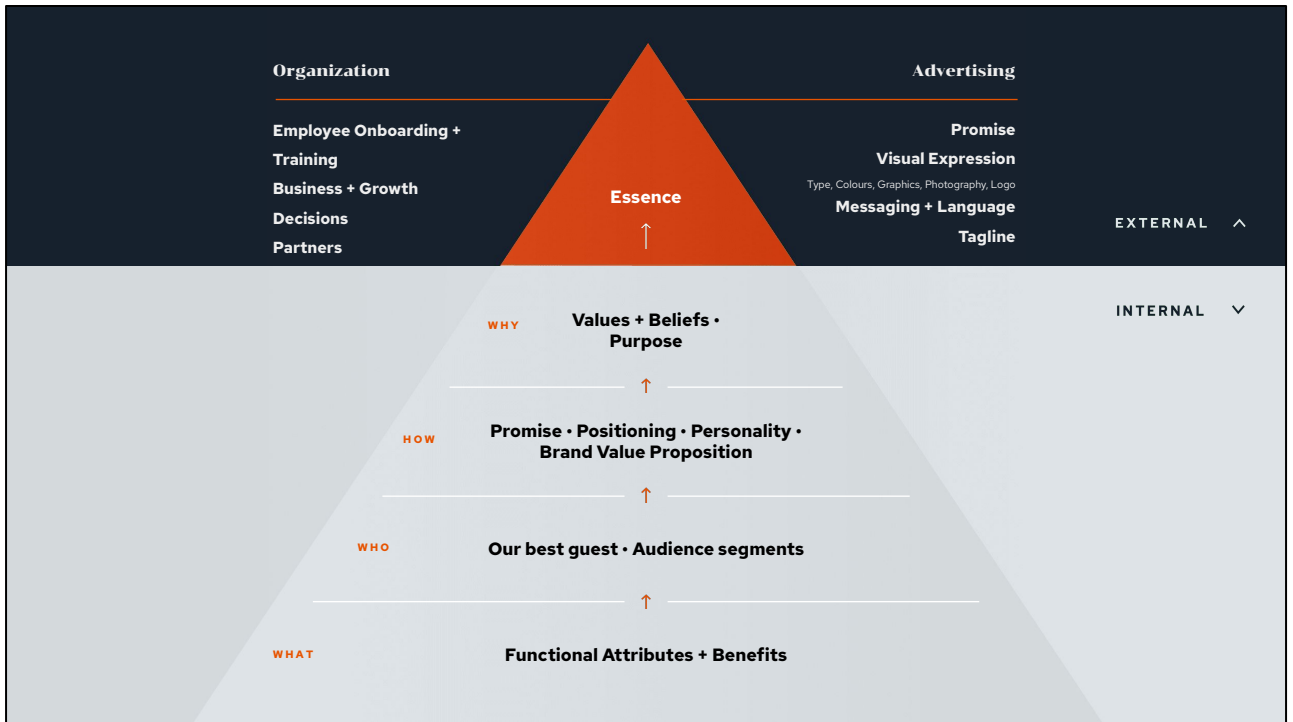 Organization
Employee Onboarding +
Training
Business + Growth
Decisions
Partners
Essence
↑
Advertising
Promise
Visual Expression
Type, Colours, Graphics, Photography, Logo
Messaging + Language
Tagline
EXTERNAL
INTERNAL
WHY
Values + Beliefs •
Purpose
↑
HOW
Promise • Positioning • Personality •
Brand Value Proposition
↑
WHO
Our best guest • Audience segments
↑
WHAT
Functional Attributes + Benefits